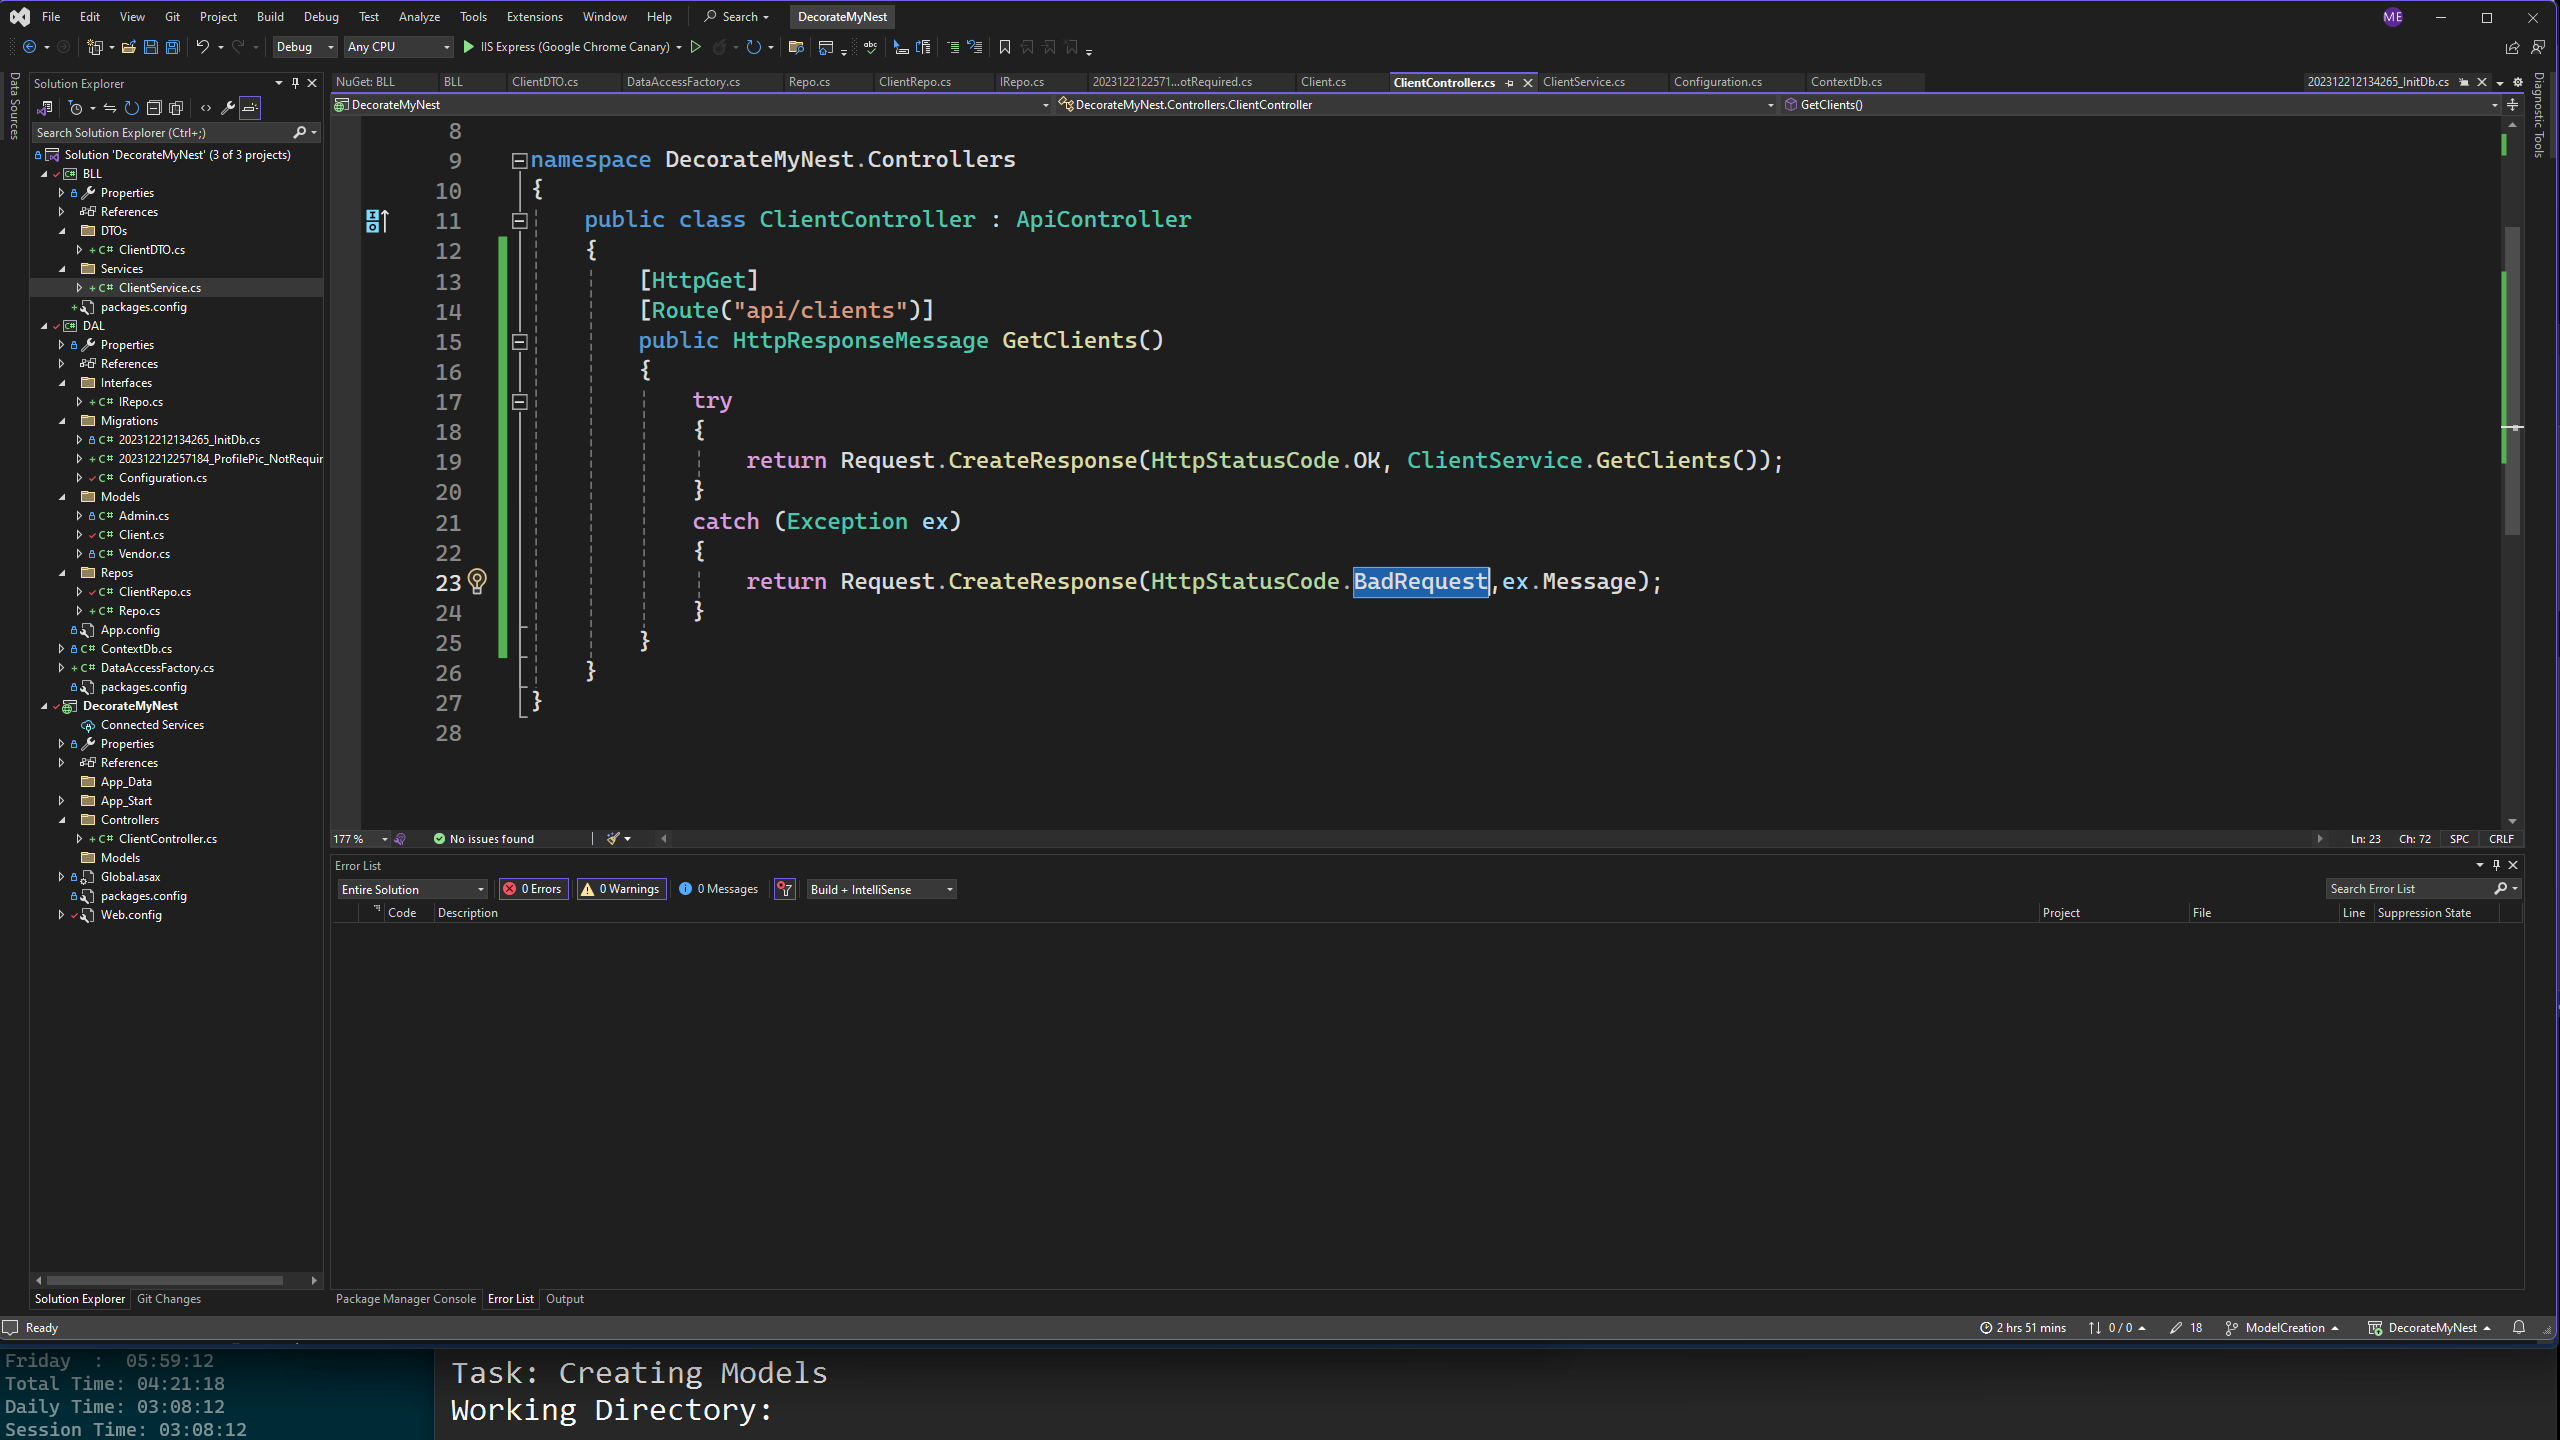 File Edit View Git Project Build Debug Test Analyze Tools Extensions Window Help Search DecorateMyNest ME
Debug Any CPU IIS Express (Google Chrome Canary)
Data Sources
Solution Explorer
Search Solution Explorer (Ctrl+;)
Solution 'DecorateMyNest' (3 of 3 projects)
BLL
Properties
References
DTOs
ClientDTO.cs
Services
ClientService.cs
packages.config
DAL
Properties
References
Interfaces
IRepo.cs
Migrations
202312212134265_InitDb.cs
202312212257184_ProfilePic_NotRequir
Configuration.cs
Models
Admin.cs
Client.cs
Vendor.cs
Repos
ClientRepo.cs
Repo.cs
App.config
ContextDb.cs
DataAccessFactory.cs
packages.config
DecorateMyNest
Connected Services
Properties
References
App_Data
App_Start
Controllers
ClientController.cs
Models
Global.asax
packages.config
Web.config
Solution Explorer Git Changes
NuGet: BLL BLL ClientDTO.cs DataAccessFactory.cs Repo.cs ClientRepo.cs IRepo.cs 2023122122571...otRequired.cs Client.cs ClientController.cs ClientService.cs Configuration.cs ContextDb.cs 202312212134265_InitDb.cs
DecorateMyNest DecorateMyNest.Controllers.ClientController GetClients()
Diagnostic Tools
8
9 namespace DecorateMyNest.Controllers
10 {
11 public class ClientController : ApiController
12 {
13 [HttpGet]
14 [Route("api/clients")]
15 public HttpResponseMessage GetClients()
16 {
17 try
18 {
19 return Request.CreateResponse(HttpStatusCode.OK, ClientService.GetClients());
20 }
21 catch (Exception ex)
22 {
23 return Request.CreateResponse(HttpStatusCode.BadRequest,ex.Message);
24 }
25 }
26 }
27 }
28
177 % No issues found Ln: 23 Ch: 72 SPC CRLF
Error List
Entire Solution 0 Errors 0 Warnings 0 Messages Build + IntelliSense Search Error List
Code Description Project File Line Suppression State
Package Manager Console Error List Output
Ready 2 hrs 51 mins 0 / 0 18 ModelCreation DecorateMyNest
Friday : 05:59:12
Total Time: 04:21:18
Daily Time: 03:08:12
Session Time: 03:08:12
Task: Creating Models
Working Directory: